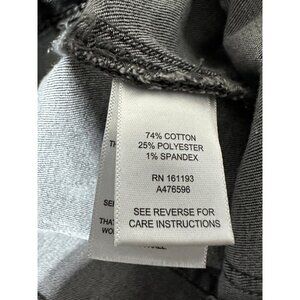 74% COTTON
25% POLYESTER
1% SPANDEX
RN 161193
A476596
SEE REVERSE FOR
CARE INSTRUCTIONS